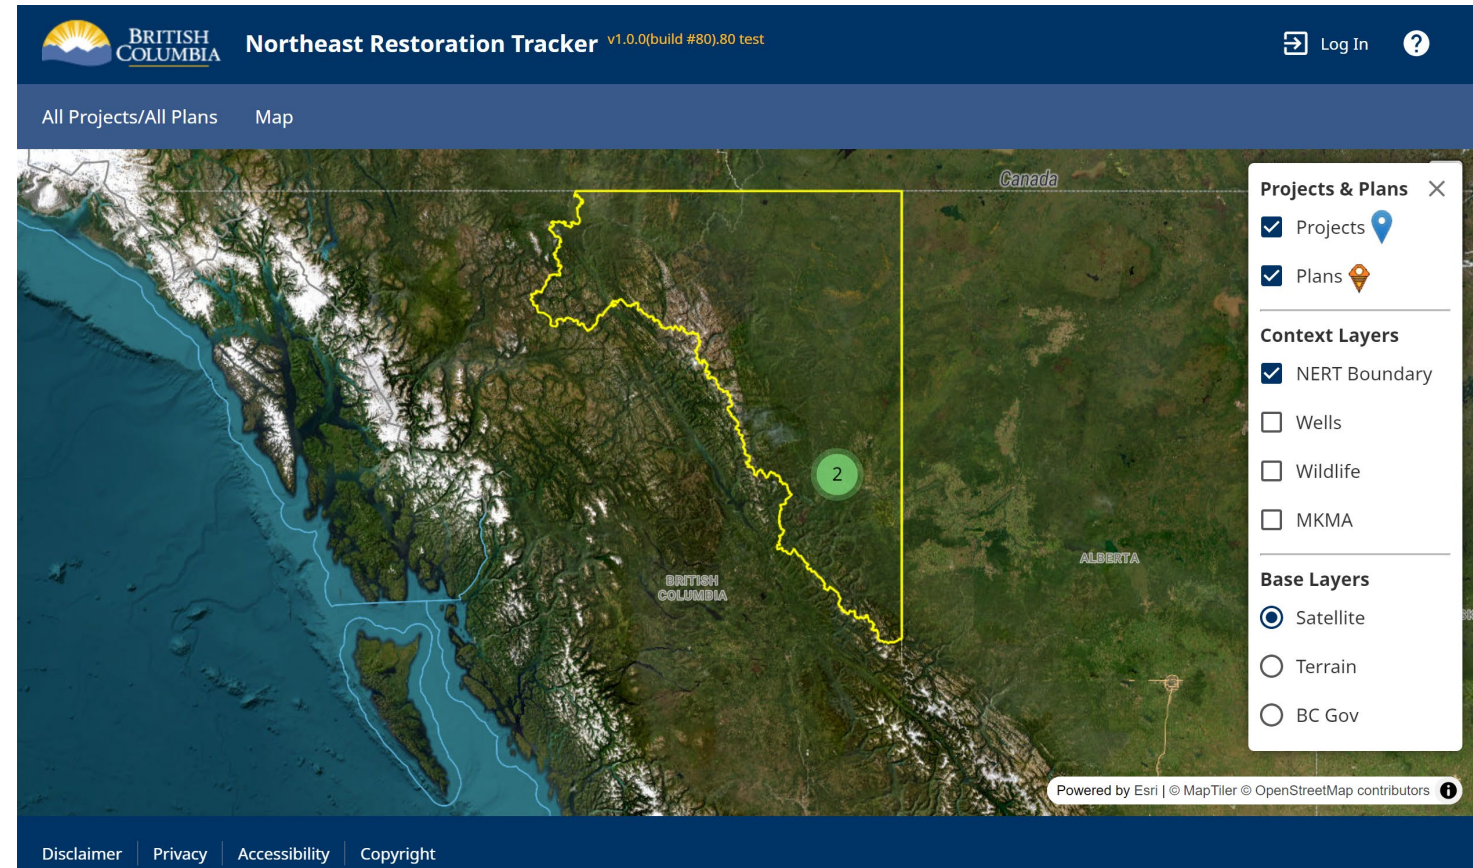 BRITISH
COLUMBIA
Northeast Restoration Tracker v1.0.0(build #80).80 test
Log In
?
All Projects/All Plans
Map
Canada
ALBERTA
BRITISH
COLUMBIA
2
Projects & Plans
Projects
Plans
Context Layers
NERT Boundary
Wells
Wildlife
MKMA
Base Layers
Satellite
Terrain
BC Gov
Powered by Esri | © MapTiler © OpenStreetMap contributors
Disclaimer
Privacy
Accessibility
Copyright